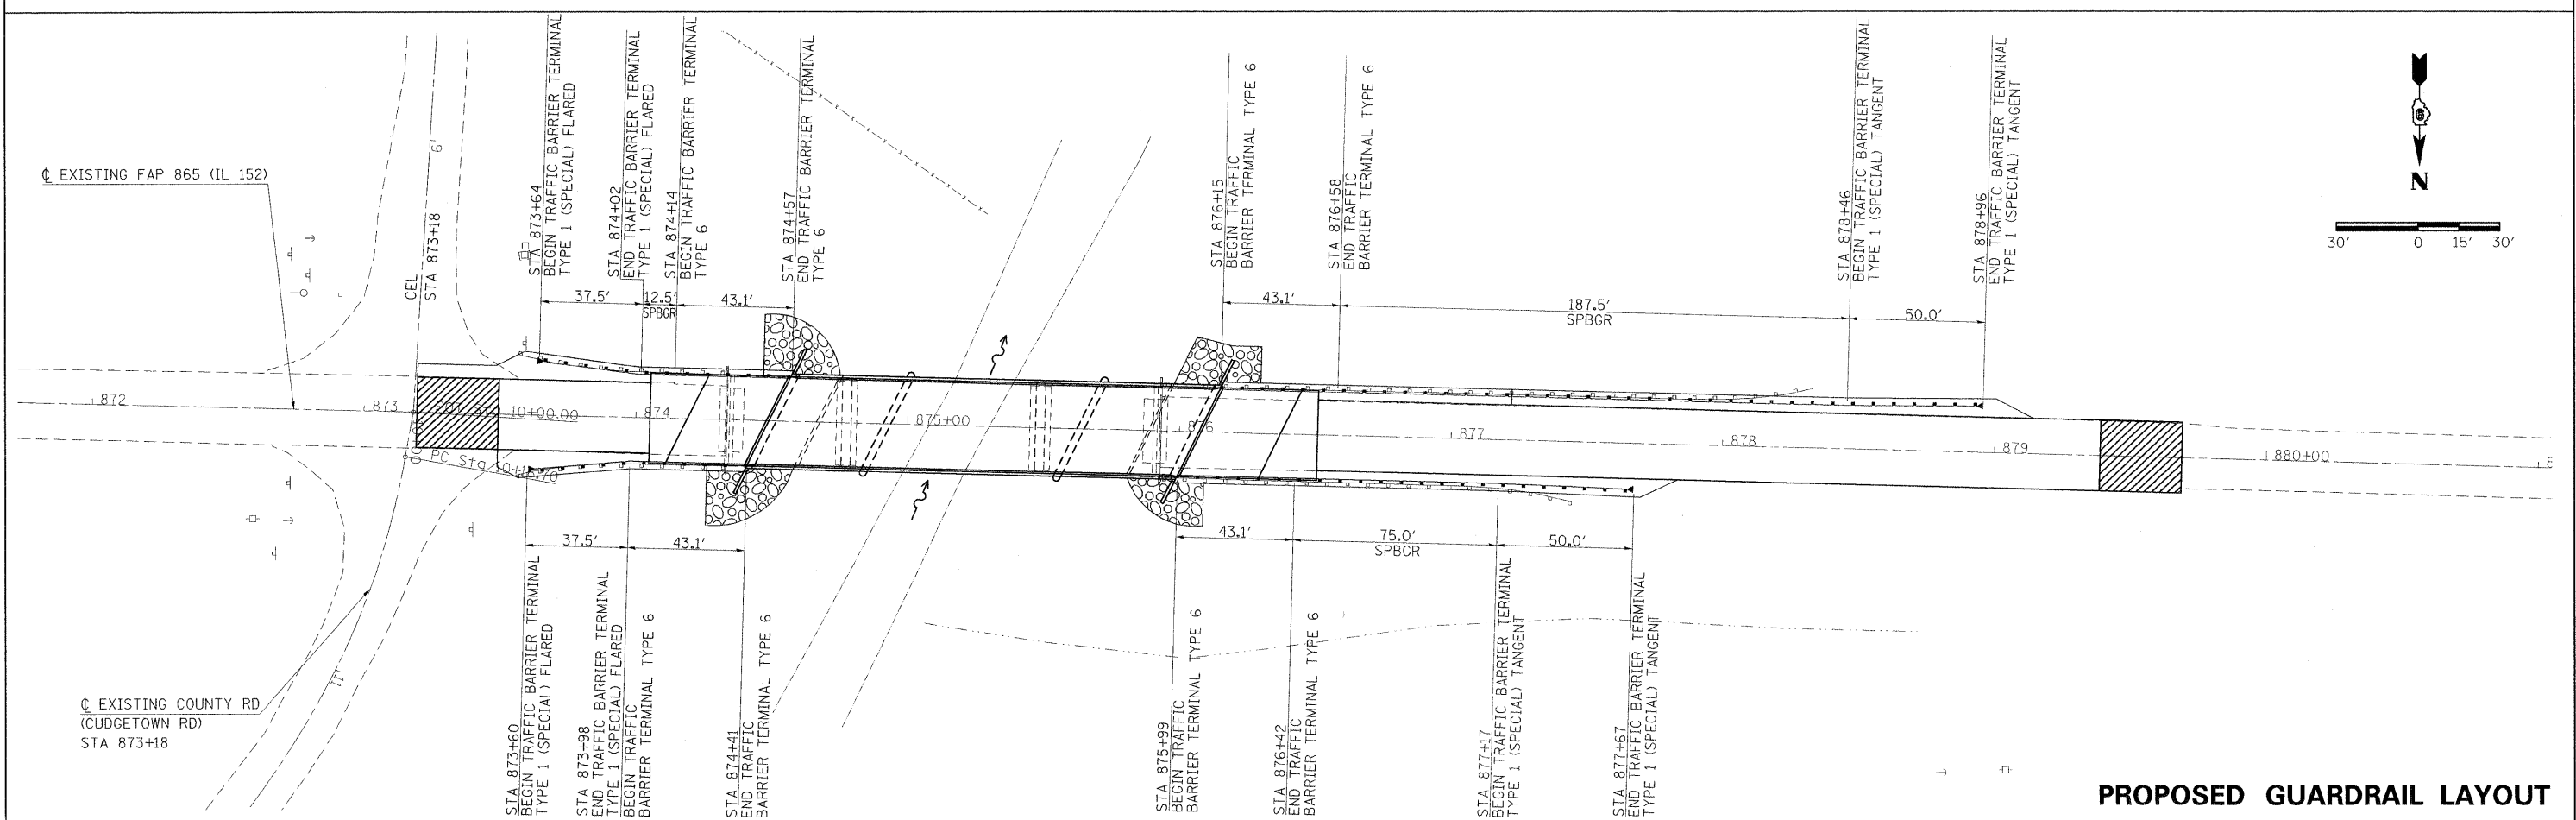 STA 873+64
BEGIN TRAFFIC BARRIER TERMINAL
TYPE 1 (SPECIAL) FLARED
STA 874+02
END TRAFFIC BARRIER TERMINAL
TYPE 1 (SPECIAL) FLARED
STA 874+14
BEGIN TRAFFIC BARRIER TERMINAL
TYPE 6
STA 874+57
END TRAFFIC BARRIER TERMINAL
TYPE 6
STA 876+15
BEGIN TRAFFIC
BARRIER TERMINAL TYPE 6
STA 876+58
END TRAFFIC
BARRIER TERMINAL TYPE 6
STA 878+46
BEGIN TRAFFIC BARRIER TERMINAL
TYPE 1 (SPECIAL) TANGENT
STA 878+96
END TRAFFIC BARRIER TERMINAL
TYPE 1 (SPECIAL) TANGENT
N
30' 0 15' 30'
℄ EXISTING FAP 865 (IL 152)
CEL
STA 873+18
37.5'
12.5'
SPBGR
43.1'
43.1'
187.5'
SPBGR
50.0'
872
873
10+00.00
874
875+00
876
877
878
879
880+00
PC Sta
37.5'
43.1'
43.1'
75.0'
SPBGR
50.0'
℄ EXISTING COUNTY RD
(CUDGETOWN RD)
STA 873+18
STA 873+60
BEGIN TRAFFIC BARRIER TERMINAL
TYPE 1 (SPECIAL) FLARED
STA 873+98
END TRAFFIC BARRIER TERMINAL
TYPE 1 (SPECIAL) FLARED
BEGIN TRAFFIC
BARRIER TERMINAL TYPE 6
STA 874+41
END TRAFFIC
BARRIER TERMINAL TYPE 6
STA 875+99
BEGIN TRAFFIC
BARRIER TERMINAL TYPE 6
STA 876+42
END TRAFFIC
BARRIER TERMINAL TYPE 6
STA 877+17
BEGIN TRAFFIC BARRIER TERMINAL
TYPE 1 (SPECIAL) TANGENT
STA 877+67
END TRAFFIC BARRIER TERMINAL
TYPE 1 (SPECIAL) TANGENT
PROPOSED GUARDRAIL LAYOUT